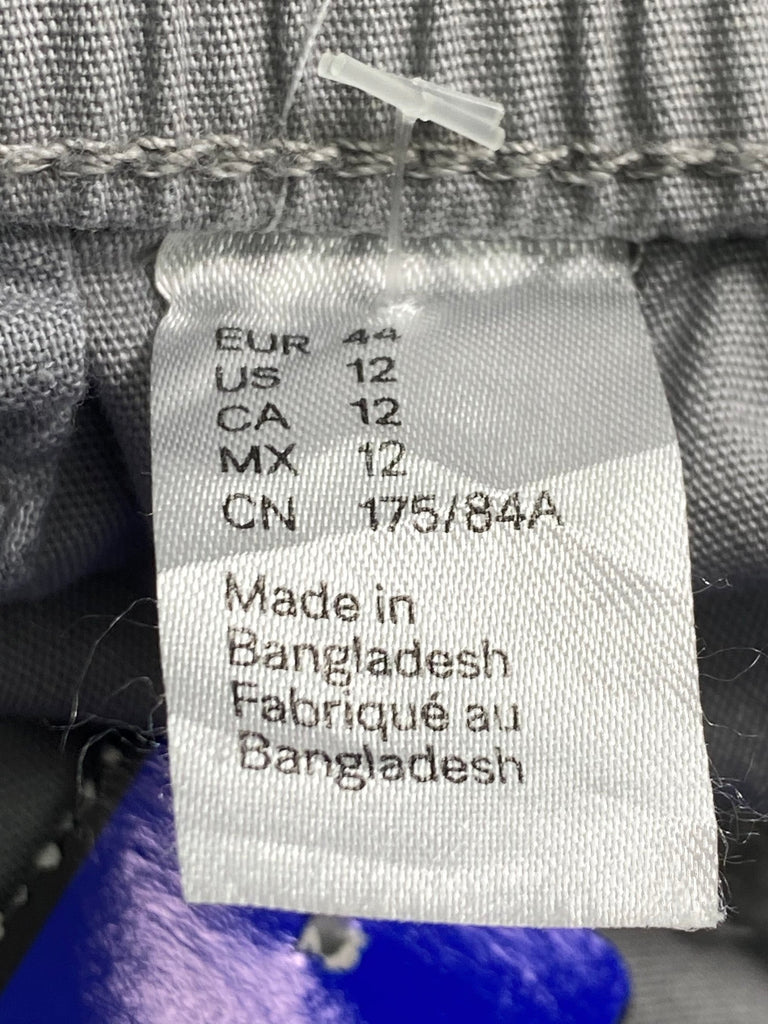 EUR 44
US 12
CA 12
MX 12
CN 175/84A
Made in
Bangladesh
Fabriqué au
Bangladesh